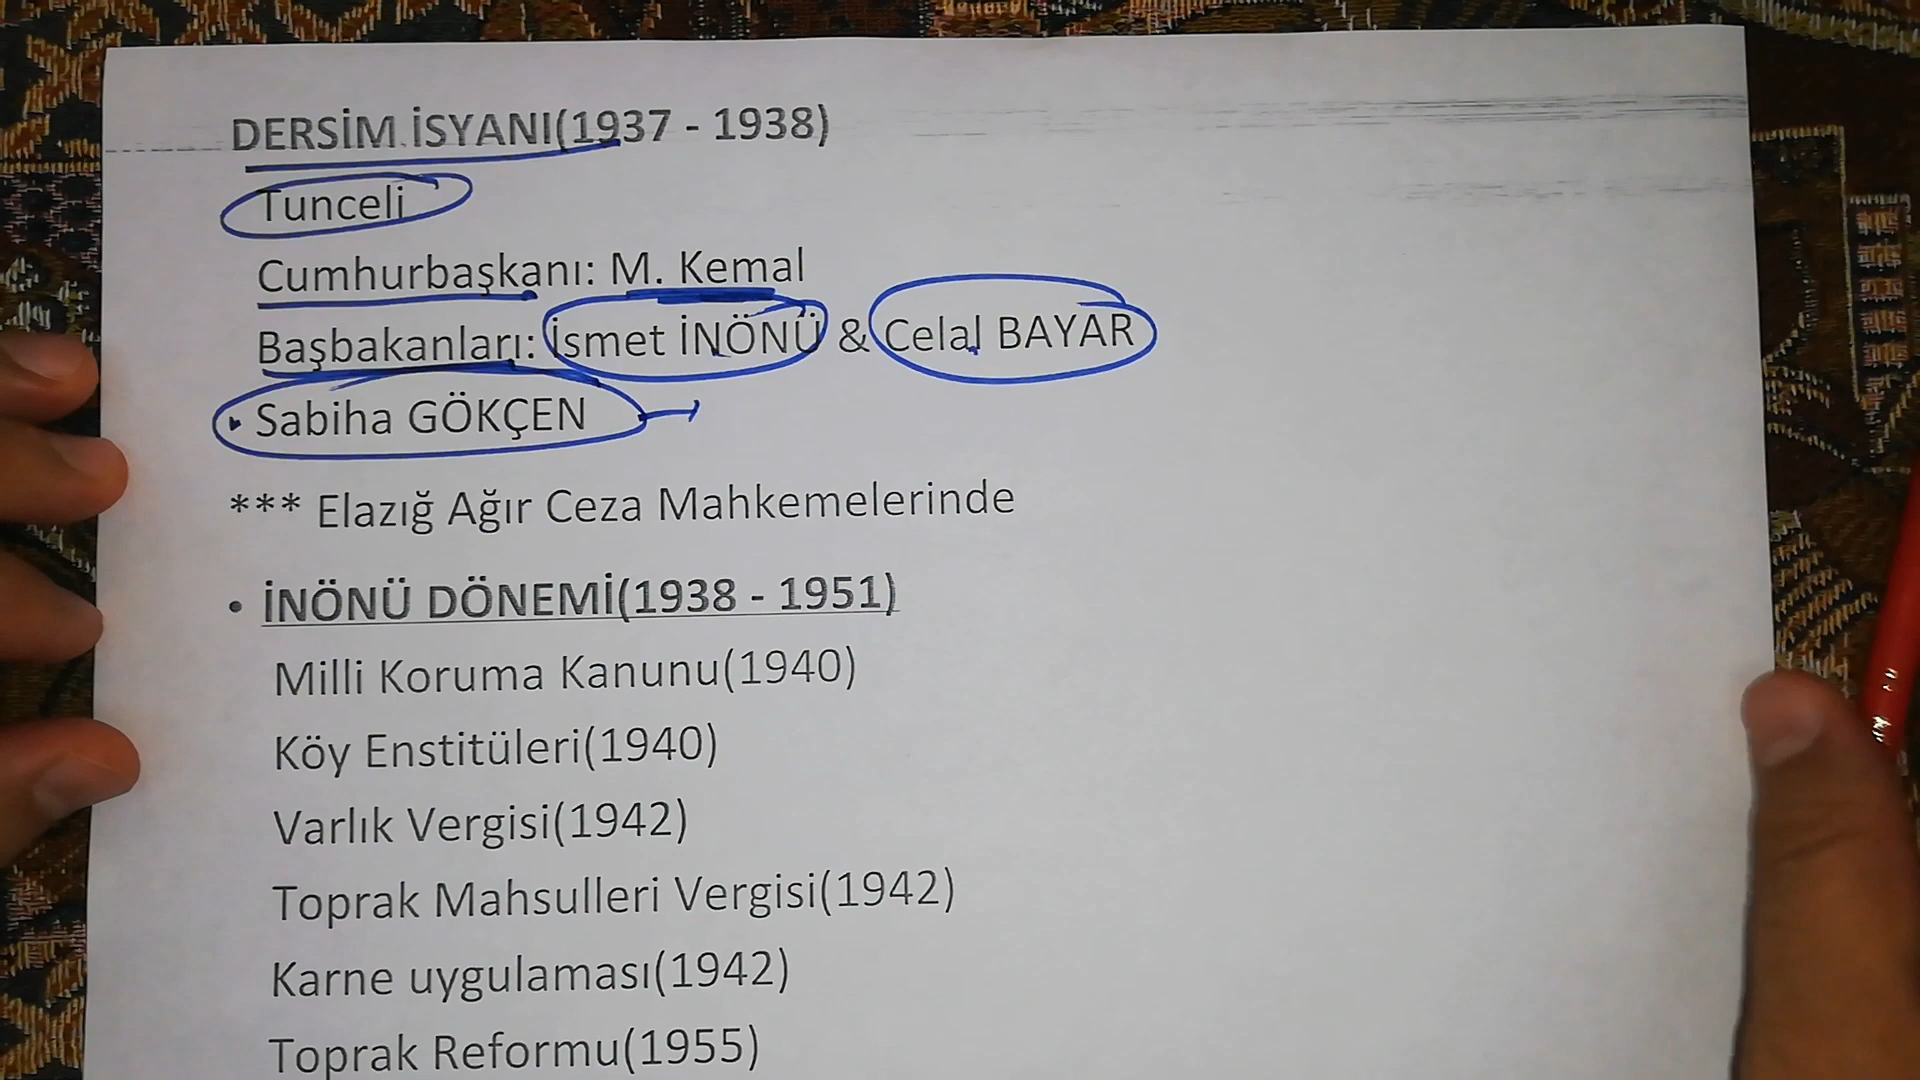 DERSİM İSYANI(1937 - 1938)
Tunceli
Cumhurbaşkanı: M. Kemal
Başbakanları: İsmet İNÖNÜ & Celal BAYAR
Sabiha GÖKÇEN
*** Elazığ Ağır Ceza Mahkemelerinde
• İNÖNÜ DÖNEMİ(1938 - 1951)
Milli Koruma Kanunu(1940)
Köy Enstitüleri(1940)
Varlık Vergisi(1942)
Toprak Mahsulleri Vergisi(1942)
Karne uygulaması(1942)
Toprak Reformu(1955)